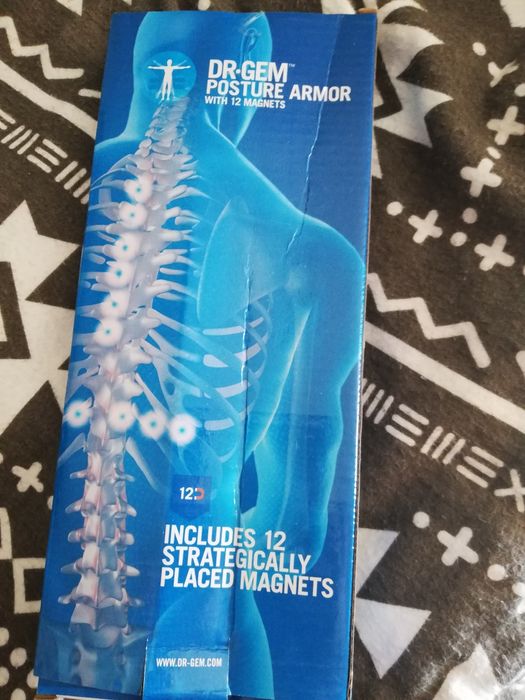 DR·GEM™
POSTURE ARMOR
WITH 12 MAGNETS
12
INCLUDES 12
STRATEGICALLY
PLACED MAGNETS
WWW.DR-GEM.COM